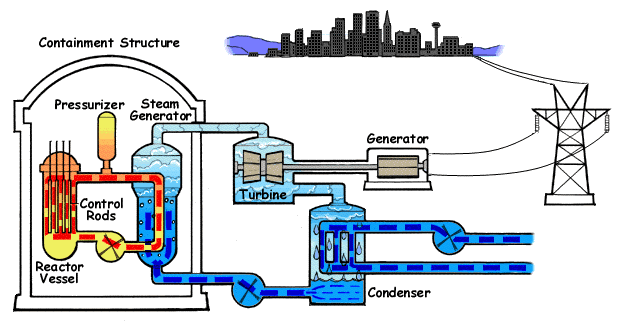 Containment Structure
Pressurizer
Steam
Generator
Control
Rods
Reactor
Vessel
Turbine
Generator
Condenser